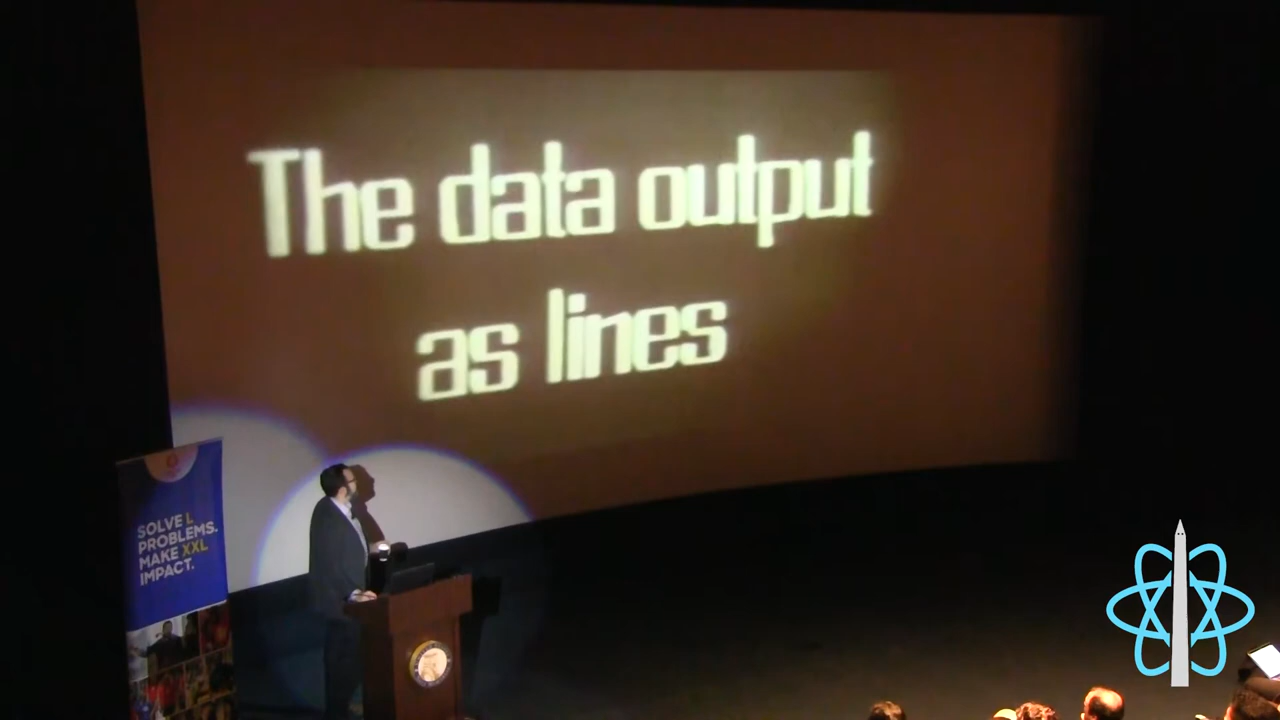 The data output
as lines
SOLVE L
PROBLEMS.
MAKE XXL
IMPACT.